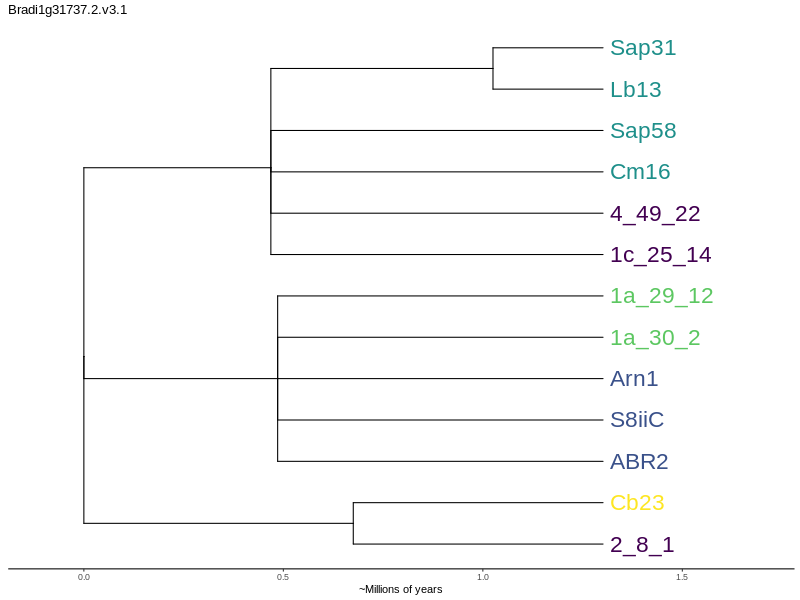 Bradi1g31737.2.v3.1
Sap31
Lb13
Sap58
Cm16
4_49_22
1c_25_14
1a_29_12
1a_30_2
Arn1
S8iiC
ABR2
Cb23
2_8_1
0.0 0.5 1.0 1.5
~Millions of years